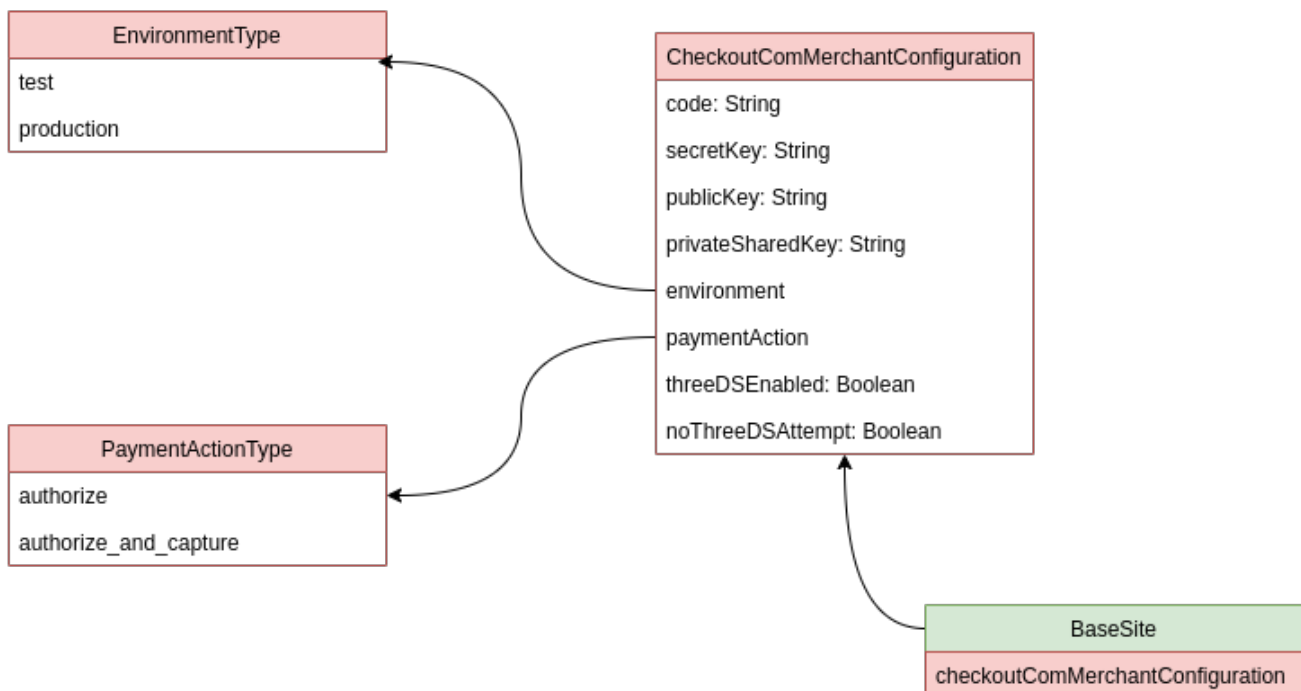 EnvironmentType
test
production
CheckoutComMerchantConfiguration
code: String
secretKey: String
publicKey: String
privateSharedKey: String
environment
paymentAction
threeDSEnabled: Boolean
noThreeDSAttempt: Boolean
PaymentActionType
authorize
authorize_and_capture
BaseSite
checkoutComMerchantConfiguration